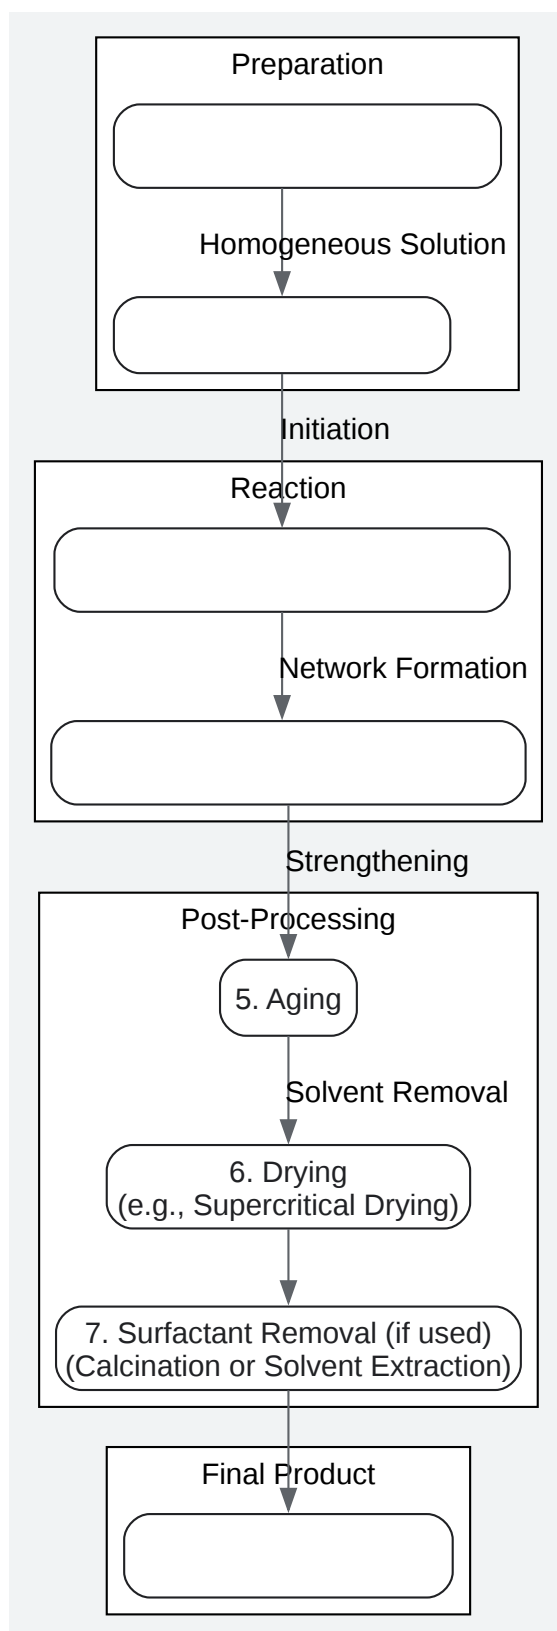 Preparation
Homogeneous Solution
Initiation
Reaction
Network Formation
Strengthening
Post-Processing
5. Aging
Solvent Removal
6. Drying
(e.g., Supercritical Drying)
7. Surfactant Removal (if used)
(Calcination or Solvent Extraction)
Final Product